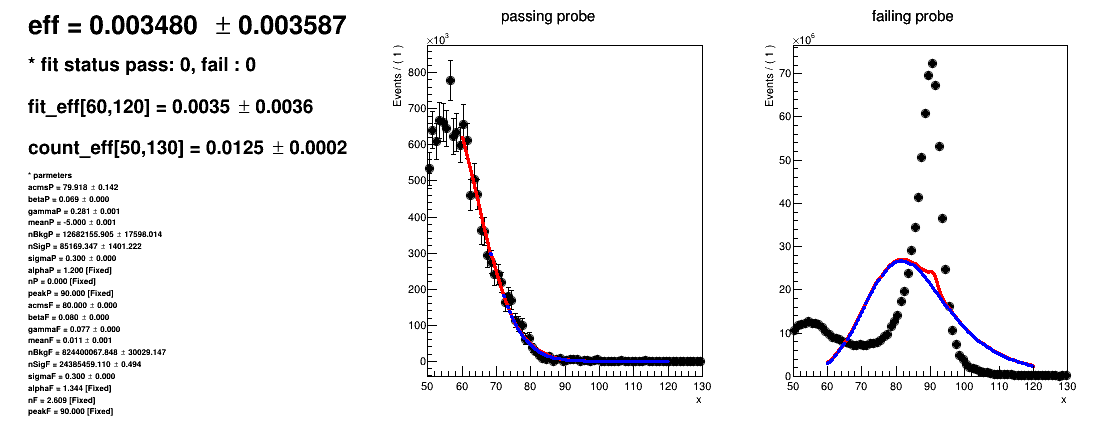 eff = 0.003480 ± 0.003587
* fit status pass: 0, fail : 0
fit_eff[60,120] = 0.0035 ± 0.0036
count_eff[50,130] = 0.0125 ± 0.0002
* parmeters
acmsP = 79.918 ± 0.142
betaP = 0.069 ± 0.000
gammaP = 0.281 ± 0.001
meanP = -5.000 ± 0.001
nBkgP = 12682155.905 ± 17598.014
nSigP = 85169.347 ± 1401.222
sigmaP = 0.300 ± 0.000
alphaP = 1.200 [Fixed]
nP = 0.000 [Fixed]
peakP = 90.000 [Fixed]
acmsF = 80.000 ± 0.000
betaF = 0.080 ± 0.000
gammaF = 0.077 ± 0.000
meanF = 0.011 ± 0.001
nBkgF = 824400067.848 ± 30029.147
nSigF = 24385459.110 ± 0.494
sigmaF = 0.300 ± 0.000
alphaF = 1.344 [Fixed]
nF = 2.609 [Fixed]
peakF = 90.000 [Fixed]
passing probe
×10³
Events / ( 1 )
800
700
600
500
400
300
200
100
0
50 60 70 80 90 100 110 120 130
x
failing probe
×10⁶
Events / ( 1 )
70
60
50
40
30
20
10
0
50 60 70 80 90 100 110 120 130
x